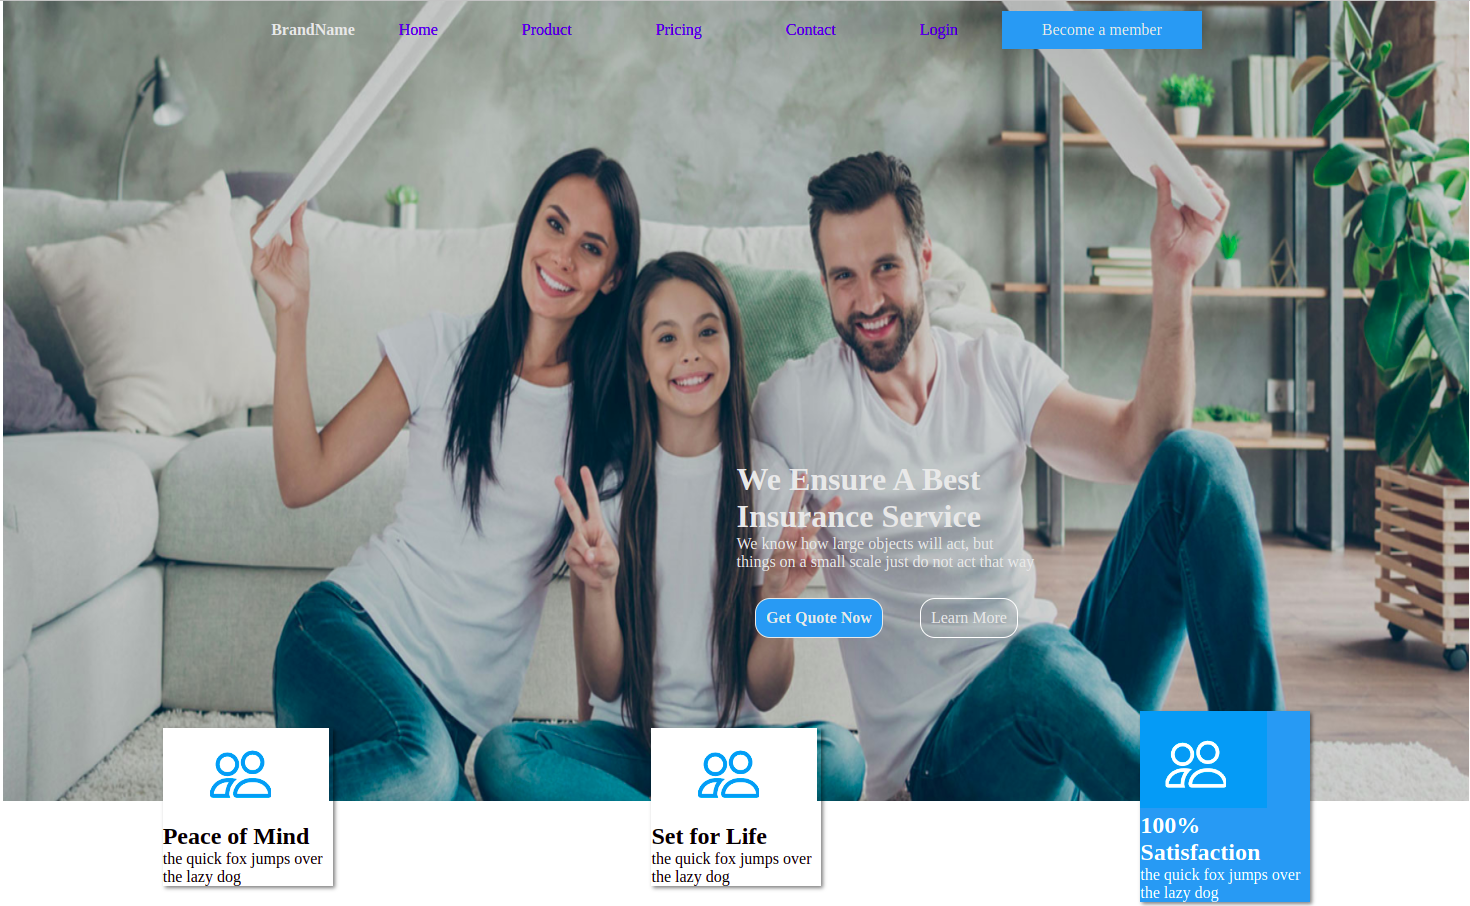 BrandName Home Product Pricing Contact Login Become a member
We Ensure A Best
Insurance Service
We know how large objects will act, but
things on a small scale just do not act that way
Get Quote Now Learn More
Peace of Mind
the quick fox jumps over
the lazy dog
Set for Life
the quick fox jumps over
the lazy dog
100%
Satisfaction
the quick fox jumps over
the lazy dog